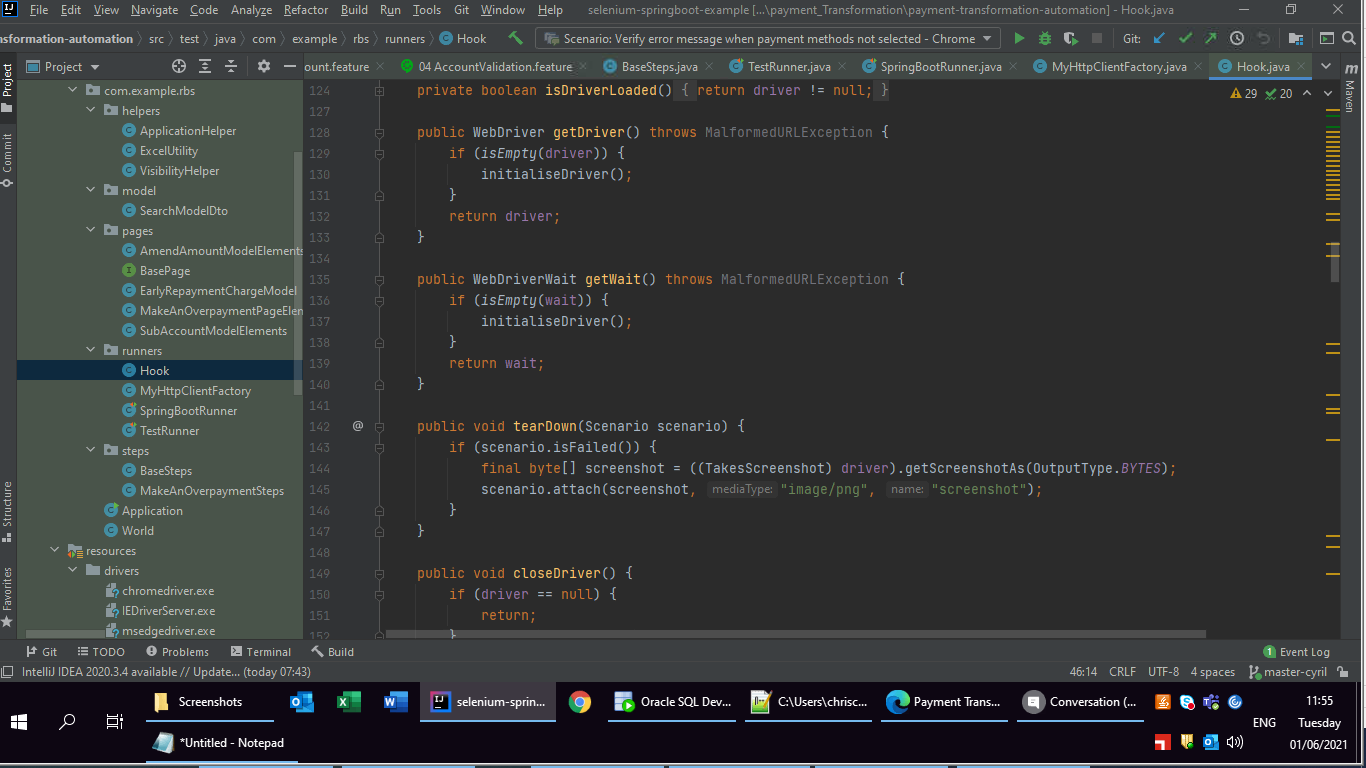 File Edit View Navigate Code Analyze Refactor Build Run Tools Git Window Help selenium-springboot-example [...\payment_Transformation\payment-transformation-automation] - Hook.java
nsformation-automation src test java com example rbs runners Hook Scenario: Verify error message when payment methods not selected - Chrome Git:
Project
ount.feature 04 AccountValidation.feature BaseSteps.java TestRunner.java SpringBootRunner.java MyHttpClientFactory.java Hook.java
29 20
Project
Commit
Structure
Favorites
Maven
com.example.rbs
helpers
ApplicationHelper
ExcelUtility
VisibilityHelper
model
SearchModelDto
pages
AmendAmountModelElements
BasePage
EarlyRepaymentChargeModel
MakeAnOverpaymentPageElen
SubAccountModelElements
runners
Hook
MyHttpClientFactory
SpringBootRunner
TestRunner
steps
BaseSteps
MakeAnOverpaymentSteps
Application
World
resources
drivers
chromedriver.exe
IEDriverServer.exe
msedgedriver.exe
124 private boolean isDriverLoaded() { return driver != null; }
127
128 public WebDriver getDriver() throws MalformedURLException {
129 if (isEmpty(driver)) {
130 initialiseDriver();
131 }
132 return driver;
133 }
134
135 public WebDriverWait getWait() throws MalformedURLException {
136 if (isEmpty(wait)) {
137 initialiseDriver();
138 }
139 return wait;
140 }
141
142 @ public void tearDown(Scenario scenario) {
143 if (scenario.isFailed()) {
144 final byte[] screenshot = ((TakesScreenshot) driver).getScreenshotAs(OutputType.BYTES);
145 scenario.attach(screenshot, mediaType: "image/png", name: "screenshot");
146 }
147 }
148
149 public void closeDriver() {
150 if (driver == null) {
151 return;
152 }
Git TODO Problems Terminal Build 1 Event Log
IntelliJ IDEA 2020.3.4 available // Update... (today 07:43) 46:14 CRLF UTF-8 4 spaces master-cyril
Screenshots selenium-sprin... Oracle SQL Dev... C:\Users\chrisc... Payment Trans... Conversation (...
*Untitled - Notepad
ENG
11:55
Tuesday
01/06/2021